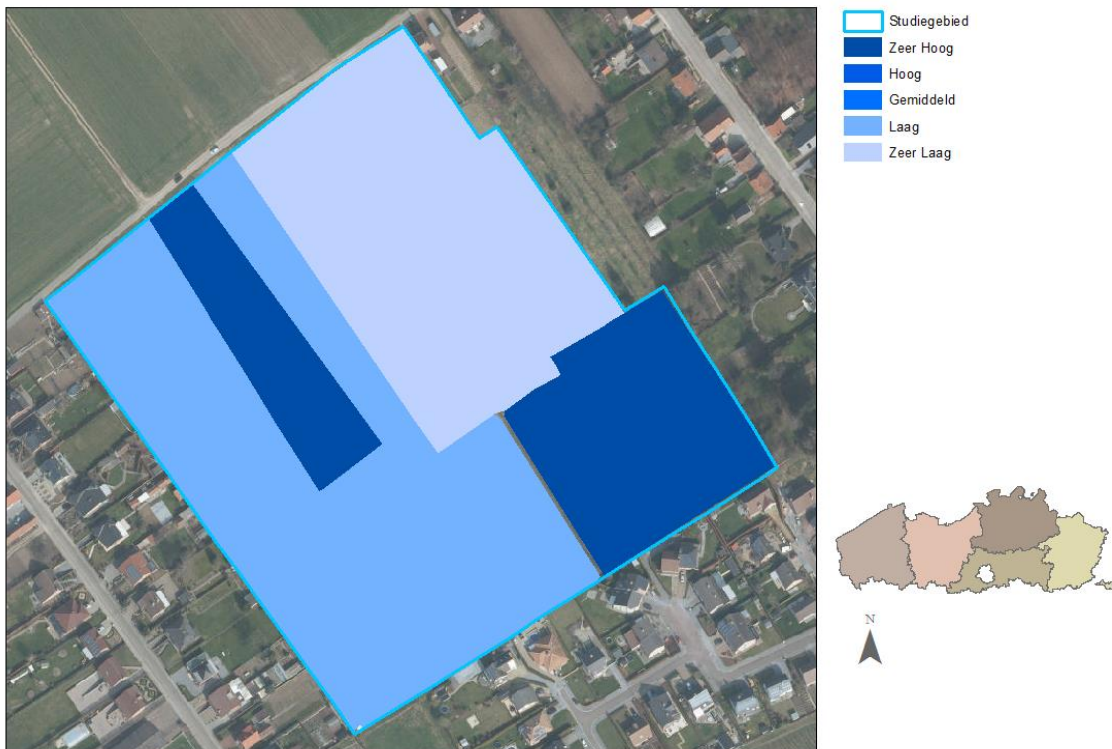 Studiegebied
Zeer Hoog
Hoog
Gemiddeld
Laag
Zeer Laag
N